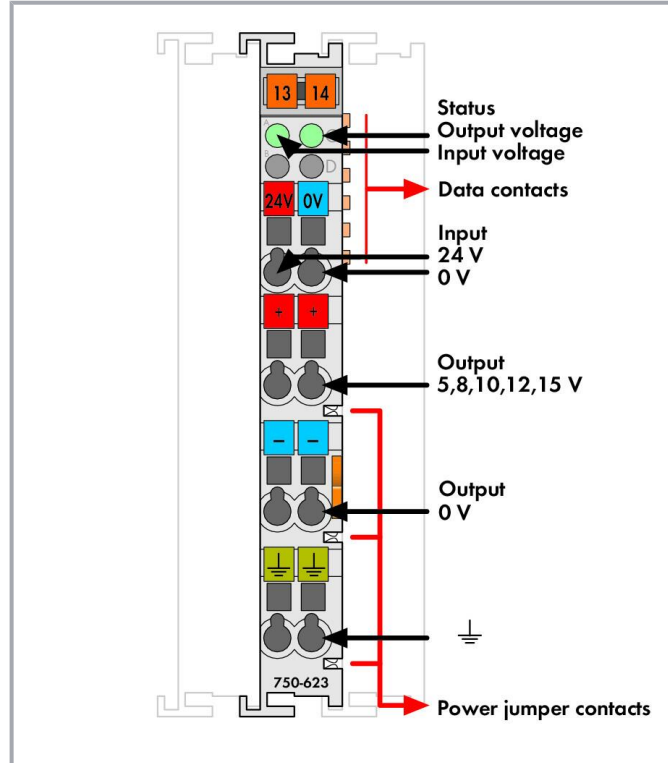 13 14
Status
Output voltage
Input voltage
A C
B D
Data contacts
24V 0V
Input
24 V
0 V
+ +
Output
5,8,10,12,15 V
− −
Output
0 V
750-623
Power jumper contacts